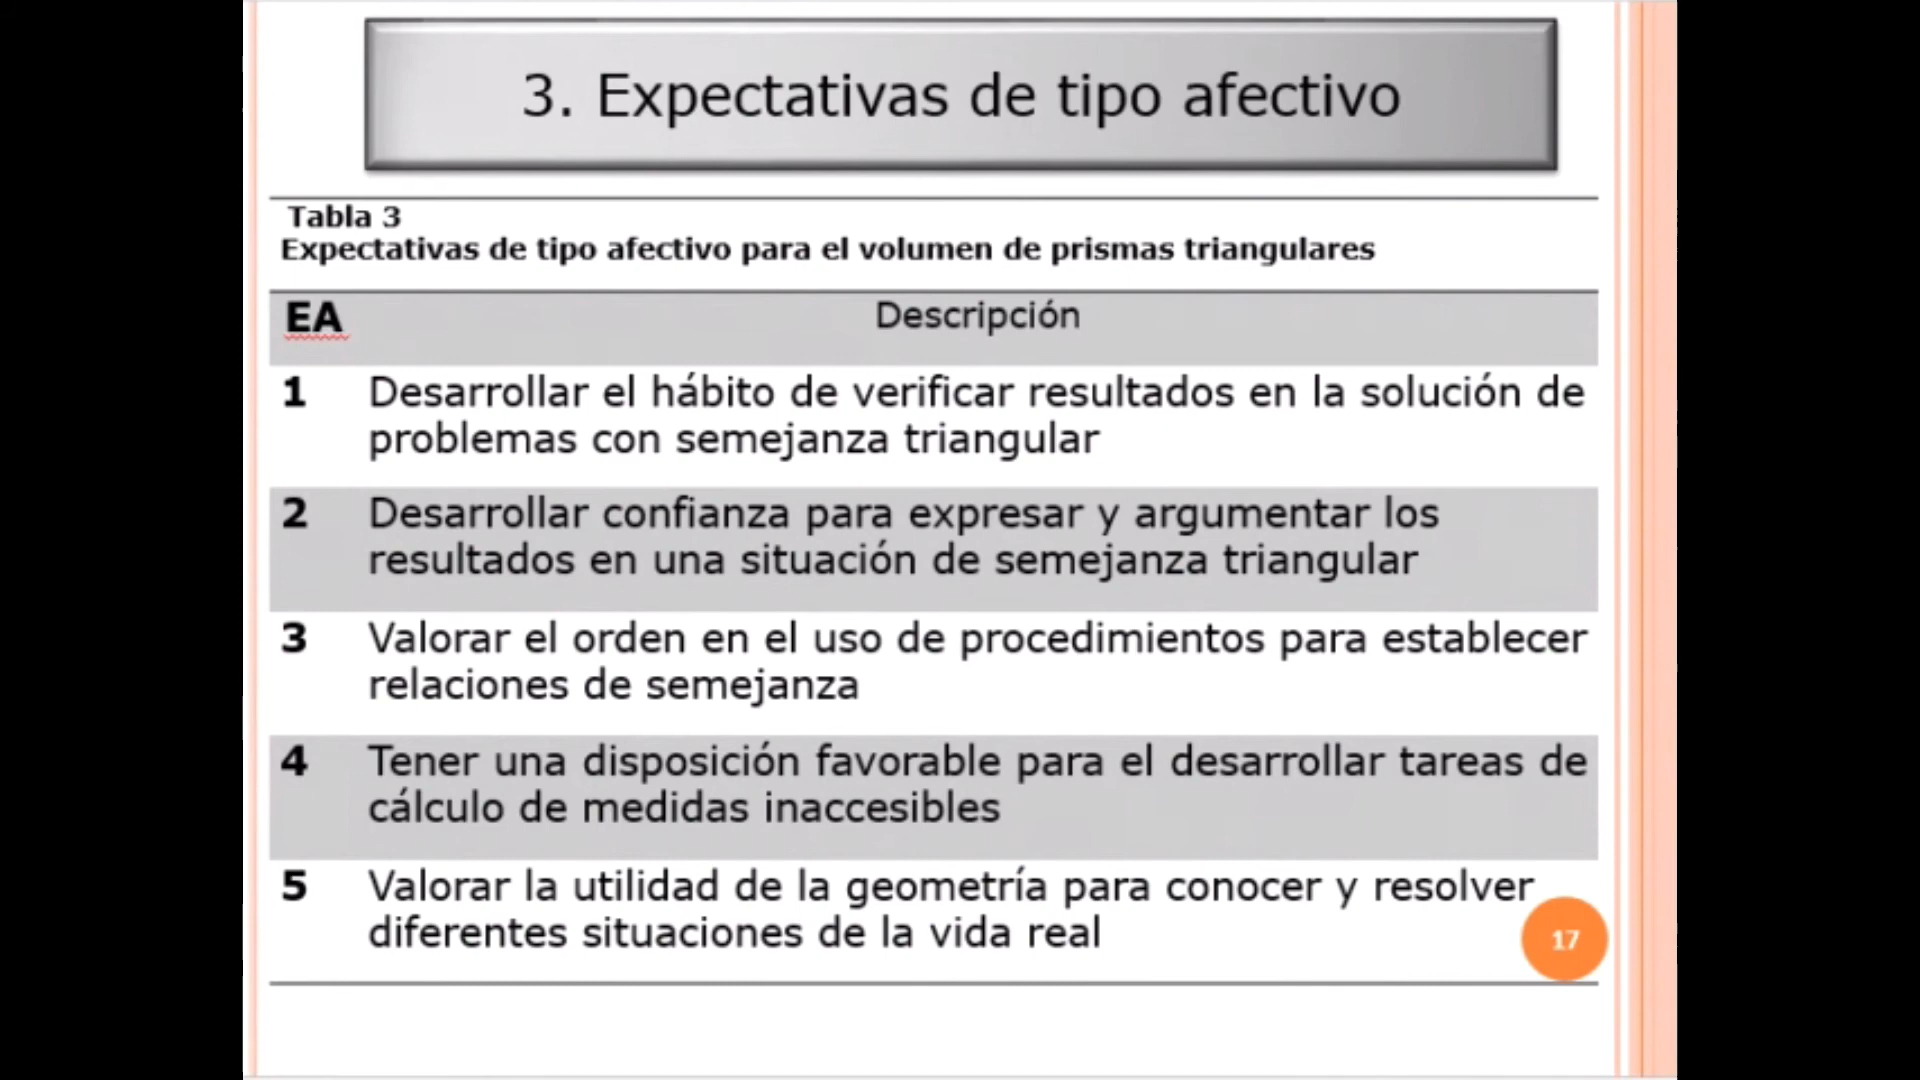 3. Expectativas de tipo afectivo
Tabla 3
Expectativas de tipo afectivo para el volumen de prismas triangulares
EA Descripción
1 Desarrollar el hábito de verificar resultados en la solución de
problemas con semejanza triangular
2 Desarrollar confianza para expresar y argumentar los
resultados en una situación de semejanza triangular
3 Valorar el orden en el uso de procedimientos para establecer
relaciones de semejanza
4 Tener una disposición favorable para el desarrollar tareas de
cálculo de medidas inaccesibles
5 Valorar la utilidad de la geometría para conocer y resolver
diferentes situaciones de la vida real
17